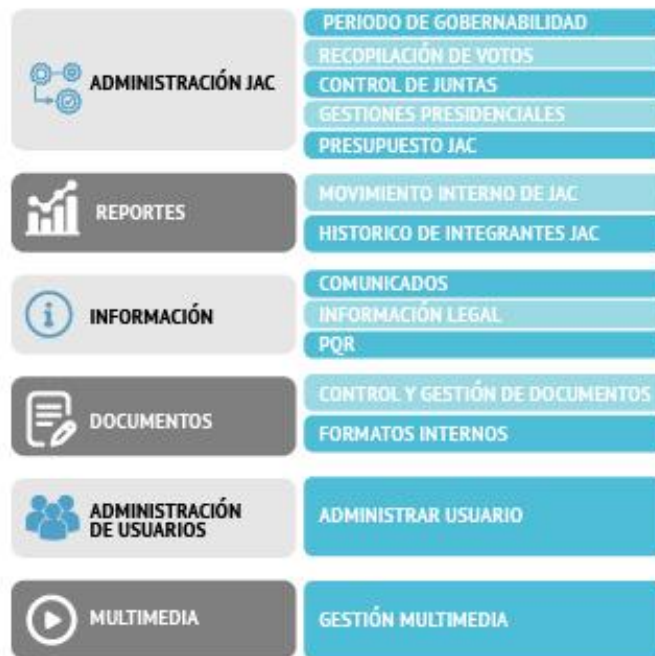 ADMINISTRACIÓN JAC
PERIODO DE GOBERNABILIDAD
RECOPILACIÓN DE VOTOS
CONTROL DE JUNTAS
GESTIONES PRESIDENCIALES
PRESUPUESTO JAC
REPORTES
MOVIMIENTO INTERNO DE JAC
HISTORICO DE INTEGRANTES JAC
INFORMACIÓN
COMUNICADOS
INFORMACIÓN LEGAL
PQR
DOCUMENTOS
CONTROL Y GESTIÓN DE DOCUMENTOS
FORMATOS INTERNOS
ADMINISTRACIÓN
DE USUARIOS
ADMINISTRAR USUARIO
MULTIMEDIA
GESTIÓN MULTIMEDIA